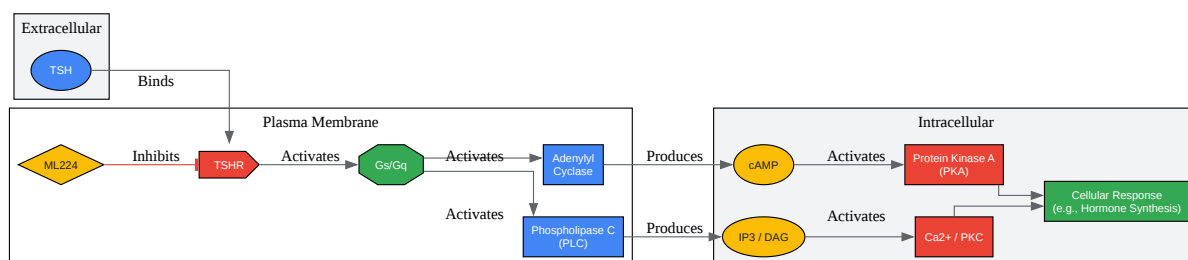 Extracellular
TSH
Binds
Plasma Membrane
Intracellular
ML224
Inhibits
TSHR
Activates
Gs/Gq
Activates
Adenylyl
Cyclase
Produces
cAMP
Activates
Protein Kinase A
(PKA)
Cellular Response
(e.g., Hormone Synthesis)
Activates
Phospholipase C
(PLC)
Produces
IP3 / DAG
Activates
Ca2+ / PKC